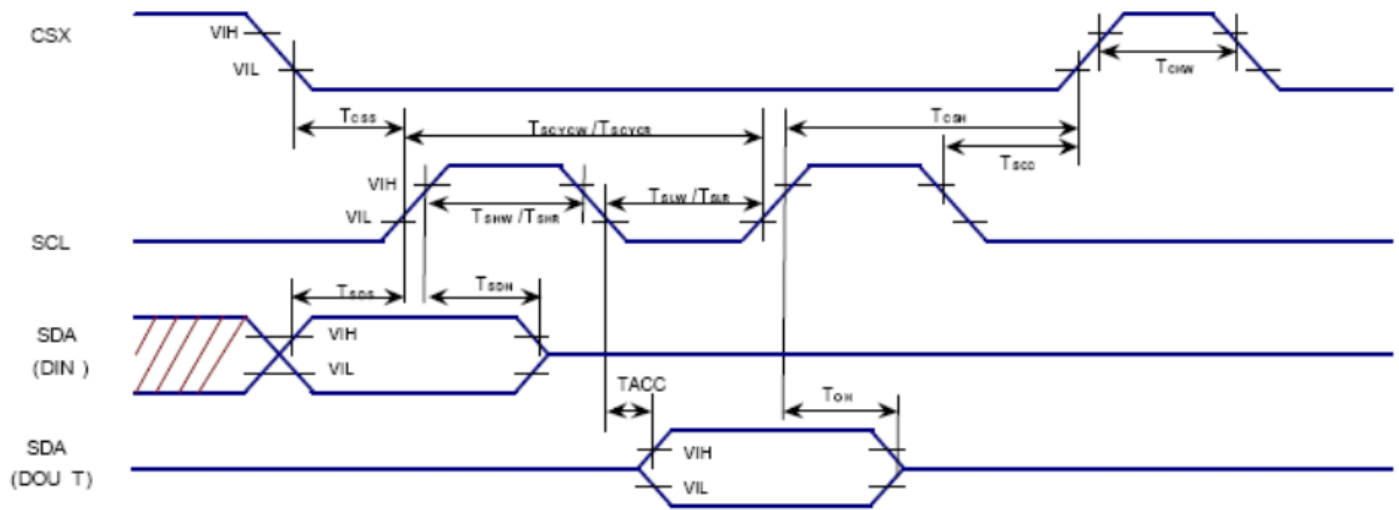 CSX
VIH
VIL
TCHW
TCSS
TSCYCW /TSCYCR
TCSH
TSCC
VIH
VIL
TSHW /TSHR
TSLW /TSLR
SCL
TSDS
TSDH
SDA
(DIN )
VIH
VIL
TACC
TOH
SDA
(DOU T)
VIH
VIL